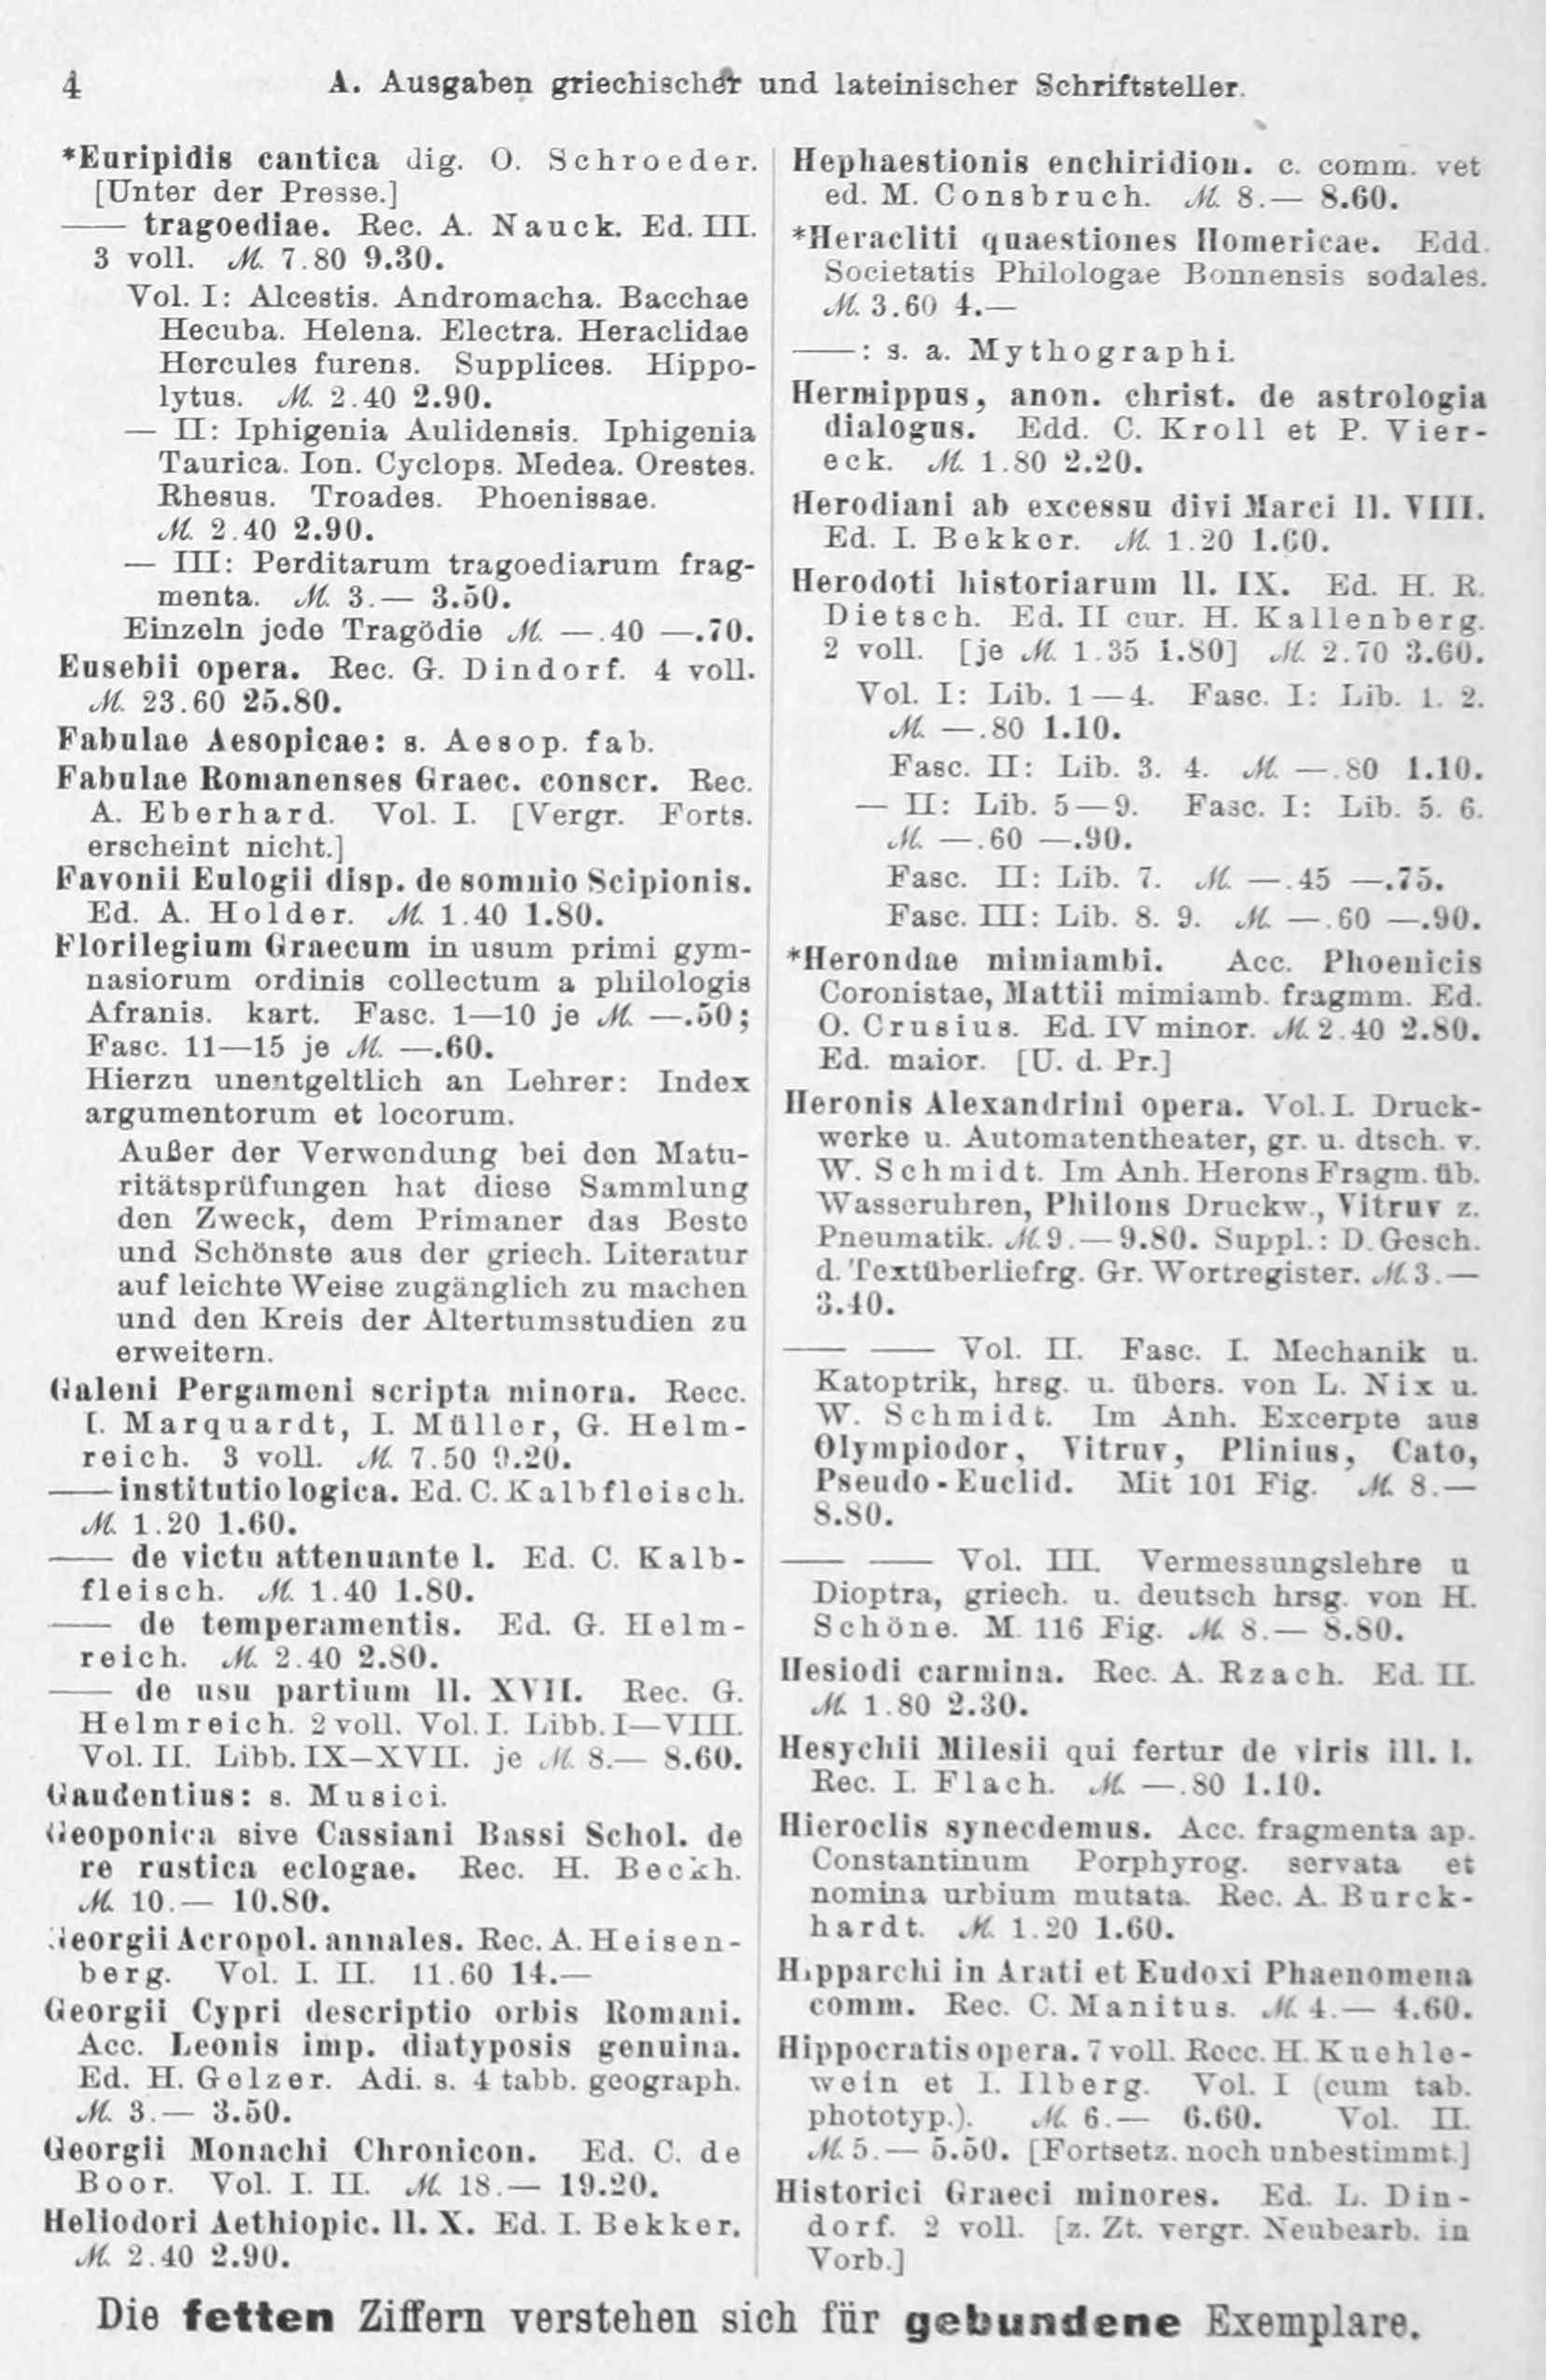 4
A. Ausgaben griechischer und lateinischer Schriftsteller.
*Euripidis cantica dig. O. Schroeder.
[Unter der Presse.]
—— tragoediae. Rec. A. Nauck. Ed. III.
3 voll. ℳ 7.80 9.30.
Vol. I: Alcestis. Andromacha. Bacchae
Hecuba. Helena. Electra. Heraclidae
Hercules furens. Supplices. Hippo-
lytus. ℳ 2.40 2.90.
— II: Iphigenia Aulidensis. Iphigenia
Taurica. Ion. Cyclops. Medea. Orestes.
Rhesus. Troades. Phoenissae.
ℳ 2.40 2.90.
— III: Perditarum tragoediarum frag-
menta. ℳ 3.— 3.50.
Einzeln jede Tragödie ℳ —.40 —.70.
Eusebii opera. Rec. G. Dindorf. 4 voll.
ℳ 23.60 25.80.
Fabulae Aesopicae: s. Aesop. fab.
Fabulae Romanenses Graec. conscr. Rec.
A. Eberhard. Vol. I. [Vergr. Forts.
erscheint nicht.]
Favonii Eulogii disp. de somnio Scipionis.
Ed. A. Holder. ℳ 1.40 1.80.
Florilegium Graecum in usum primi gym-
nasiorum ordinis collectum a philologis
Afranis. kart. Fasc. 1—10 je ℳ —.50;
Fasc. 11—15 je ℳ —.60.
Hierzu unentgeltlich an Lehrer: Index
argumentorum et locorum.
Außer der Verwendung bei den Matu-
ritätsprüfungen hat diese Sammlung
den Zweck, dem Primaner das Beste
und Schönste aus der griech. Literatur
auf leichte Weise zugänglich zu machen
und den Kreis der Altertumsstudien zu
erweitern.
Galeni Pergameni scripta minora. Recc.
I. Marquardt, I. Müller, G. Helm-
reich. 3 voll. ℳ 7.50 9.20.
—— institutio logica. Ed. C. Kalbfleisch.
ℳ 1.20 1.60.
—— de victu attenuante l. Ed. C. Kalb-
fleisch. ℳ 1.40 1.80.
—— de temperamentis. Ed. G. Helm-
reich. ℳ 2.40 2.80.
—— de usu partium ll. XVII. Rec. G.
Helmreich. 2 voll. Vol. I. Libb. I—VIII.
Vol. II. Libb. IX—XVII. je ℳ 8.— 8.60.
Gaudentius: s. Musici.
Geoponica sive Cassiani Bassi Schol. de
re rustica eclogae. Rec. H. Beckh.
ℳ 10.— 10.80.
Georgii Acropol. annales. Rec. A. Heisen-
berg. Vol. I. II. 11.60 14.—
Georgii Cypri descriptio orbis Romani.
Acc. Leonis imp. diatyposis genuina.
Ed. H. Gelzer. Adi. s. 4 tabb. geograph.
ℳ 3.— 3.50.
Georgii Monachi Chronicon. Ed. C. de
Boor. Vol. I. II. ℳ 18.— 19.20.
Heliodori Aethiopic. ll. X. Ed. I. Bekker.
ℳ 2.40 2.90.
Hephaestionis enchiridion. c. comm. vet
ed. M. Consbruch. ℳ 8.— 8.60.
*Heracliti quaestiones Homericae. Edd.
Societatis Philologae Bonnensis sodales.
ℳ 3.60 4.—
——: s. a. Mythographi.
Hermippus, anon. christ. de astrologia
dialogus. Edd. C. Kroll et P. Vier-
eck. ℳ 1.80 2.20.
Herodiani ab excessu divi Marci ll. VIII.
Ed. I. Bekker. ℳ 1.20 1.60.
Herodoti historiarum ll. IX. Ed. H. R.
Dietsch. Ed. II cur. H. Kallenberg.
2 voll. [je ℳ 1.35 1.80] ℳ 2.70 3.60.
Vol. I: Lib. 1—4. Fasc. I: Lib. 1. 2.
ℳ —.80 1.10.
Fasc. II: Lib. 3. 4. ℳ —.80 1.10.
— II: Lib. 5—9. Fasc. I: Lib. 5. 6.
ℳ —.60 —.90.
Fasc. II: Lib. 7. ℳ —.45 —.75.
Fasc. III: Lib. 8. 9. ℳ —.60 —.90.
*Herondae mimiambi. Acc. Phoenicis
Coronistae, Mattii mimiamb. fragmm. Ed.
O. Crusius. Ed. IV minor. ℳ 2.40 2.80.
Ed. maior. [U. d. Pr.]
Heronis Alexandrini opera. Vol. I. Druck-
werke u. Automatentheater, gr. u. dtsch. v.
W. Schmidt. Im Anh. Herons Fragm. üb.
Wasseruhren, Philons Druckw., Vitruv z.
Pneumatik. ℳ 9.— 9.80. Suppl.: D. Gesch.
d. Textüberliefrg. Gr. Wortregister. ℳ 3.—
3.40.
—— —— Vol. II. Fasc. I. Mechanik u.
Katoptrik, hrsg. u. übers. von L. Nix u.
W. Schmidt. Im Anh. Excerpte aus
Olympiodor, Vitruv, Plinius, Cato,
Pseudo-Euclid. Mit 101 Fig. ℳ 8.—
8.80.
—— —— Vol. III. Vermessungslehre u
Dioptra, griech. u. deutsch hrsg. von H.
Schöne. M. 116 Fig. ℳ 8.— 8.80.
Hesiodi carmina. Rec. A. Rzach. Ed. II.
ℳ 1.80 2.30.
Hesychii Milesii qui fertur de viris ill. l.
Rec. I. Flach. ℳ —.80 1.10.
Hieroclis synecdemus. Acc. fragmenta ap.
Constantinum Porphyrog. servata et
nomina urbium mutata. Rec. A. Burck-
hardt. ℳ 1.20 1.60.
Hipparchi in Arati et Eudoxi Phaenomena
comm. Rec. C. Manitus. ℳ 4.— 4.60.
Hippocratis opera. 7 voll. Recc. H. Kuehle-
wein et I. Ilberg. Vol. I (cum tab.
phototyp.). ℳ 6.— 6.60. Vol. II.
ℳ 5.— 5.50. [Fortsetz. noch unbestimmt.]
Historici Graeci minores. Ed. L. Din-
dorf. 2 voll. [z. Zt. vergr. Neubearb. in
Vorb.]
Die fetten Ziffern verstehen sich für gebundene Exemplare.